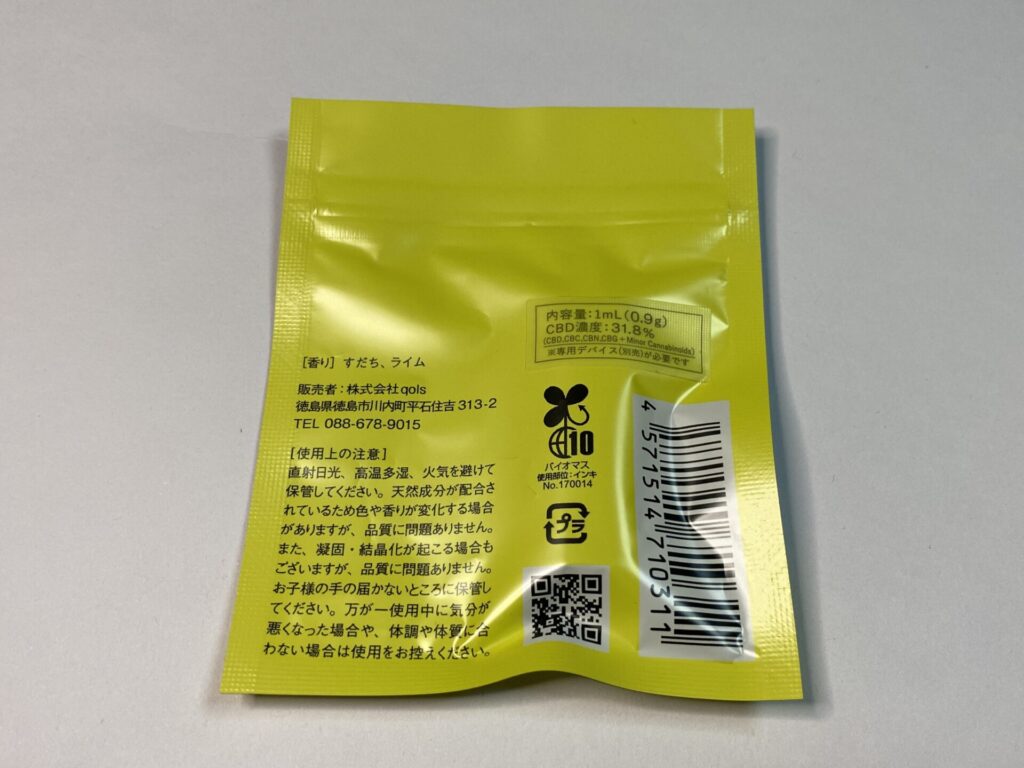 内容量：1mL（0.9g）
CBD濃度：31.8%
(CBD,CBC,CBN,CBG + Minor Cannabinoids)
※専用デバイス（別売）が必要です
［香り］すだち、ライム
販売者：株式会社qols
徳島県徳島市川内町平石住吉313-2
TEL 088-678-9015
［使用上の注意］
直射日光、高温多湿、火気を避けて
保管してください。天然成分が配合さ
れているため色や香りが変化する場合
がありますが、品質に問題ありません。
また、凝固・結晶化が起こる場合も
ございますが、品質に問題ありません。
お子様の手の届かないところに保管し
てください。万が一使用中に気分が
悪くなった場合や、体調や体質に合
わない場合は使用をお控えください。
10
バイオマス
使用部位：インキ
No.170014
プラ
4 571514 710311